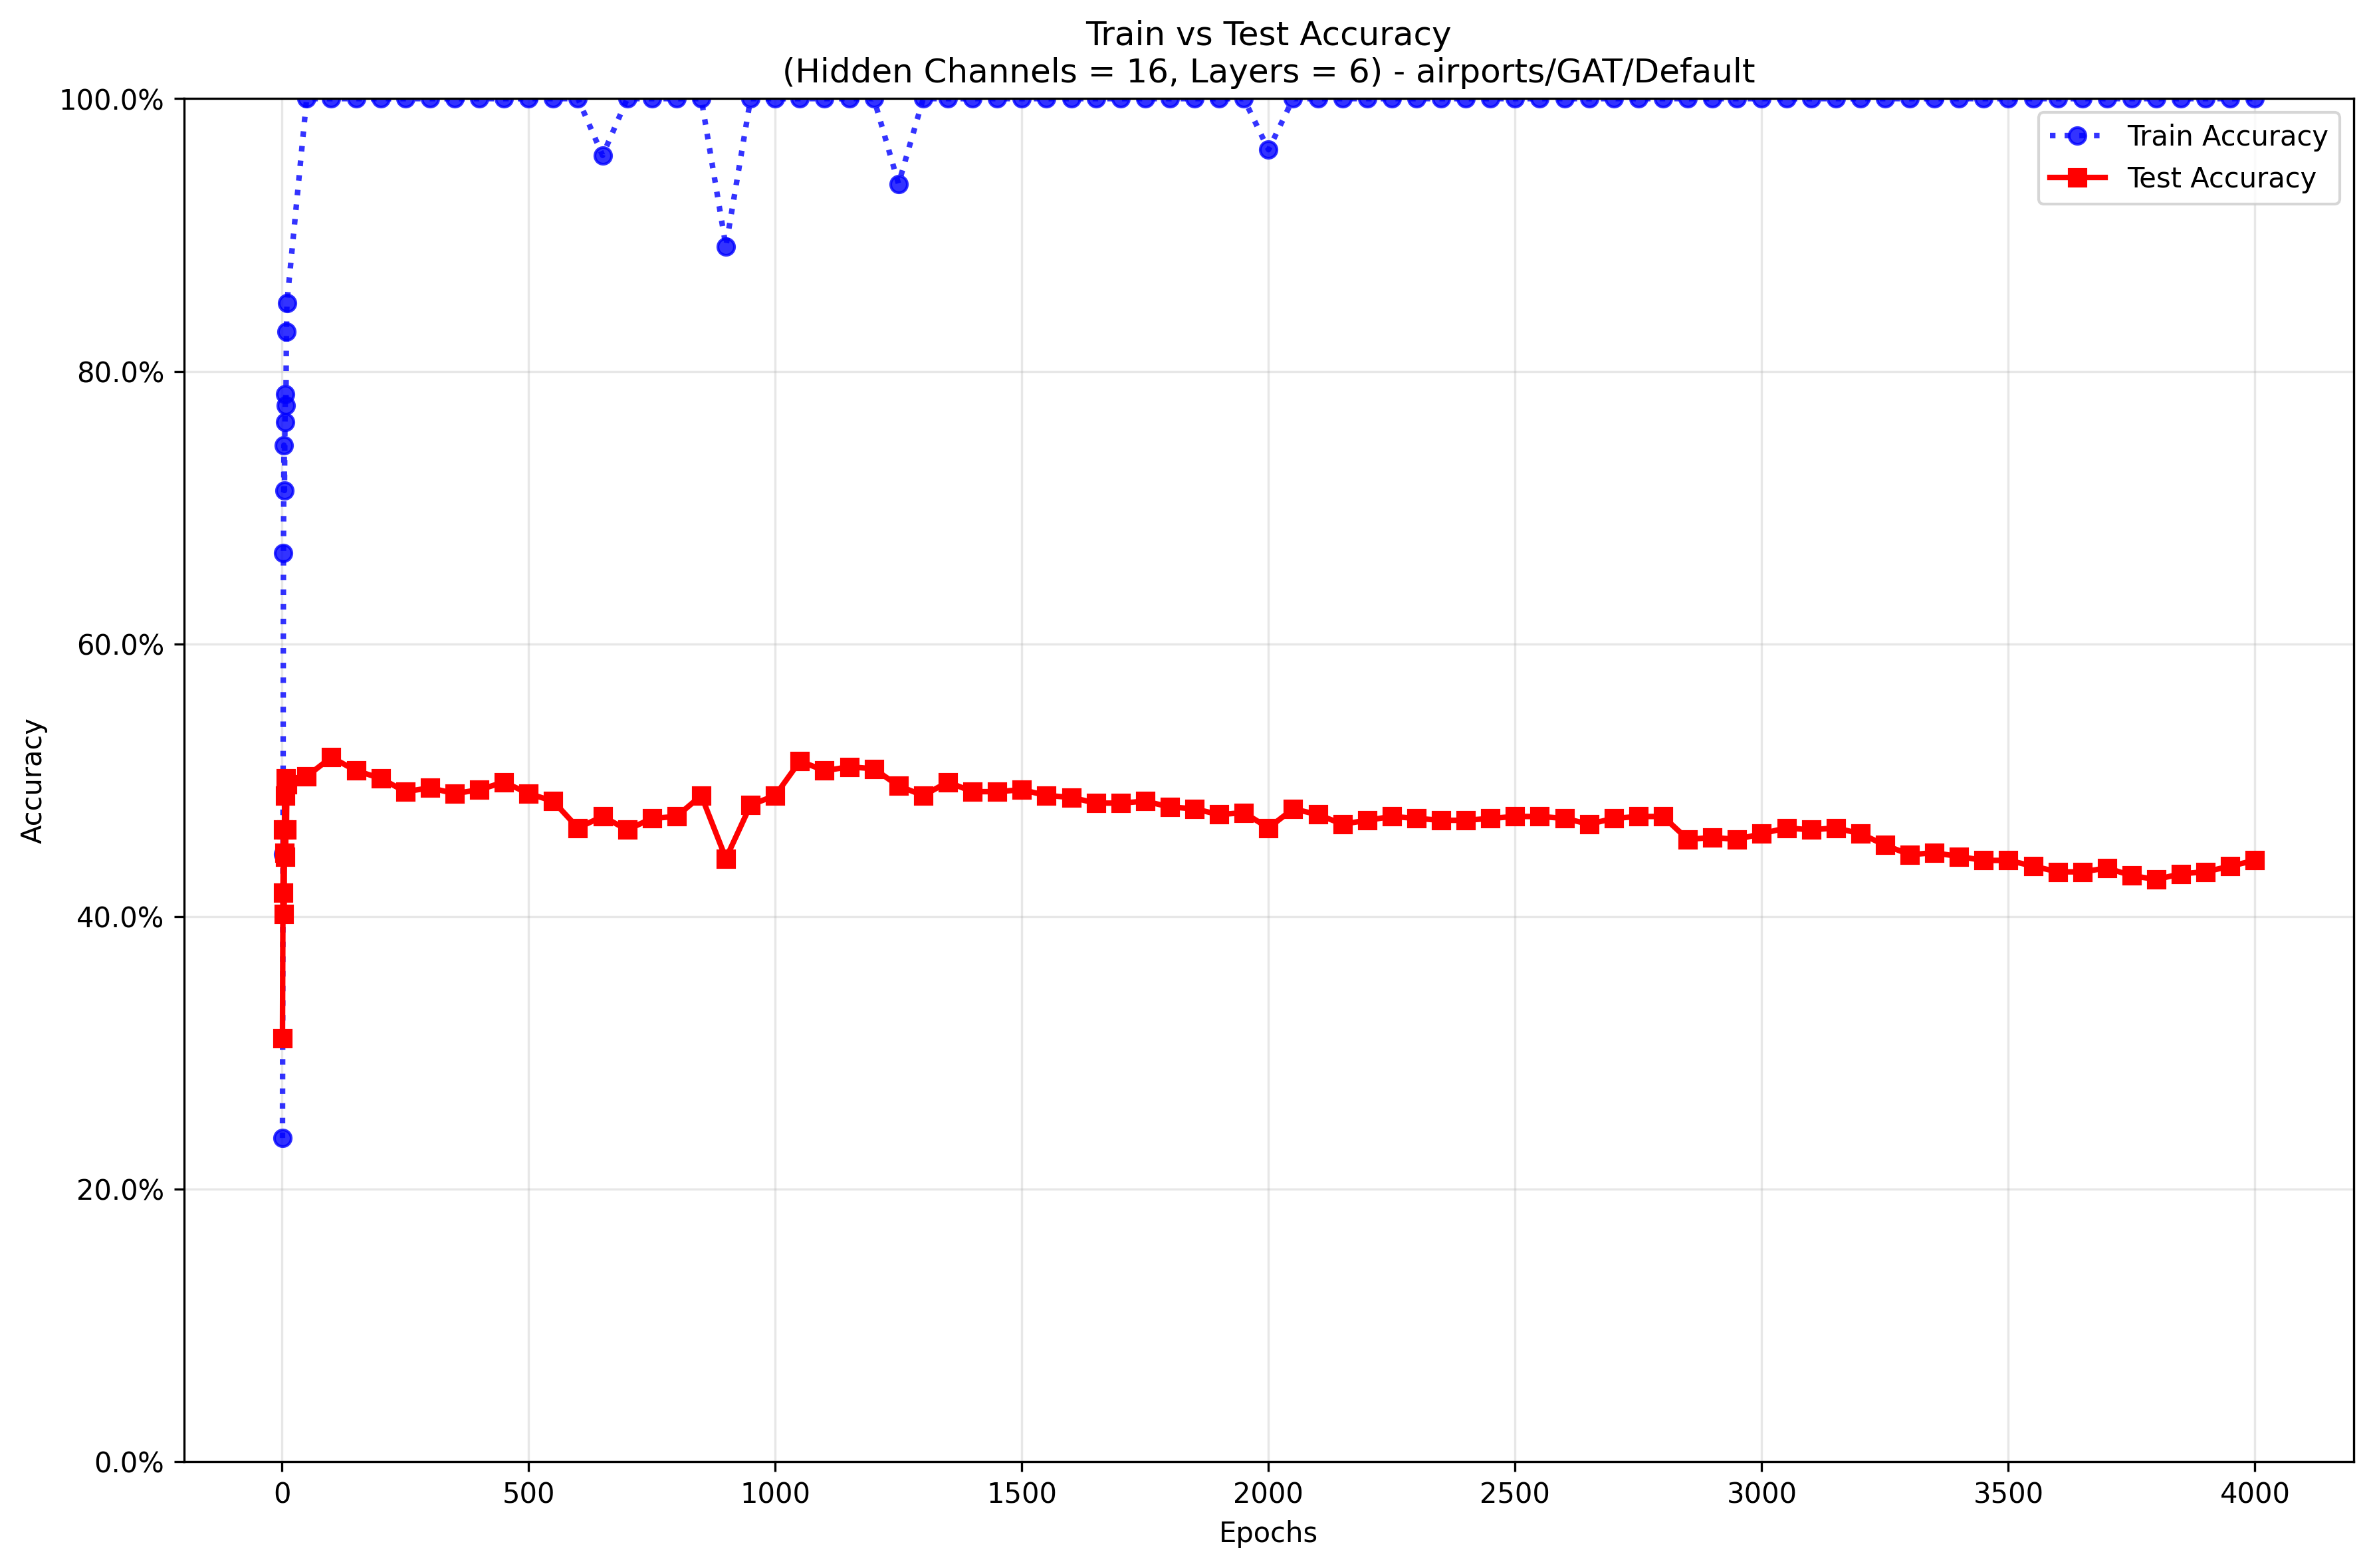 Train vs Test Accuracy
(Hidden Channels = 16, Layers = 6) - airports/GAT/Default
100.0%
80.0%
60.0%
40.0%
20.0%
0.0%
Accuracy
Train Accuracy
Test Accuracy
0
500
1000
1500
2000
2500
3000
3500
4000
Epochs